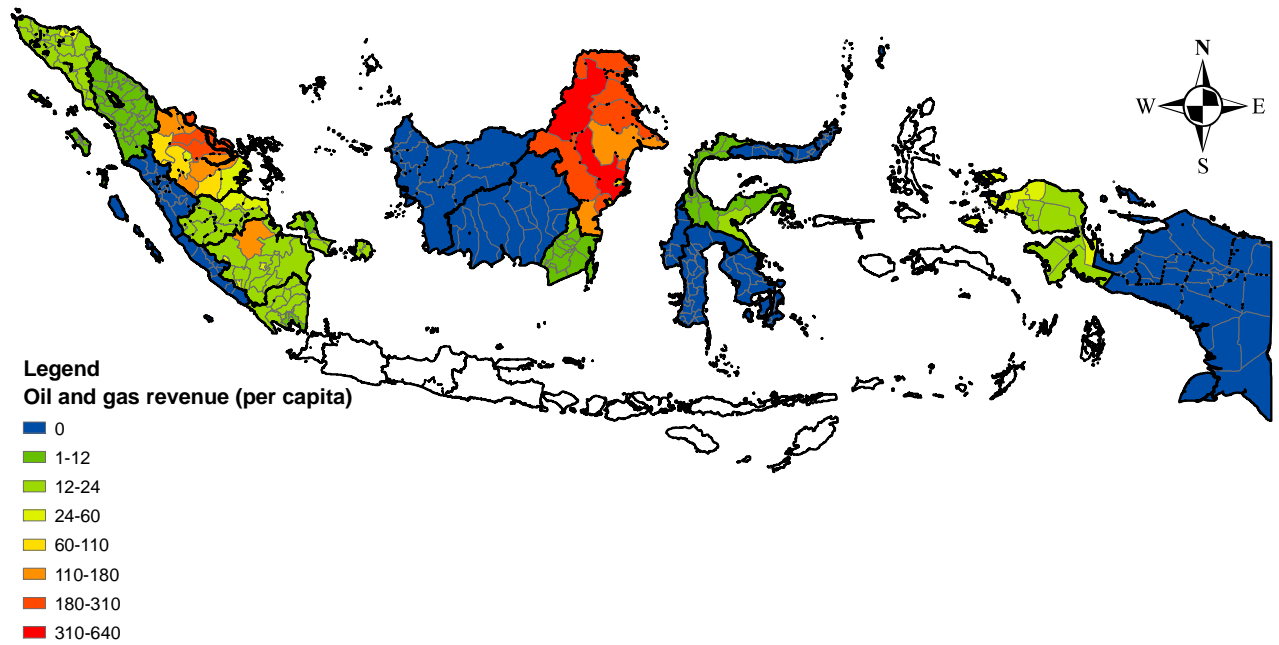 N
W E
S
Legend
Oil and gas revenue (per capita)
0
1-12
12-24
24-60
60-110
110-180
180-310
310-640